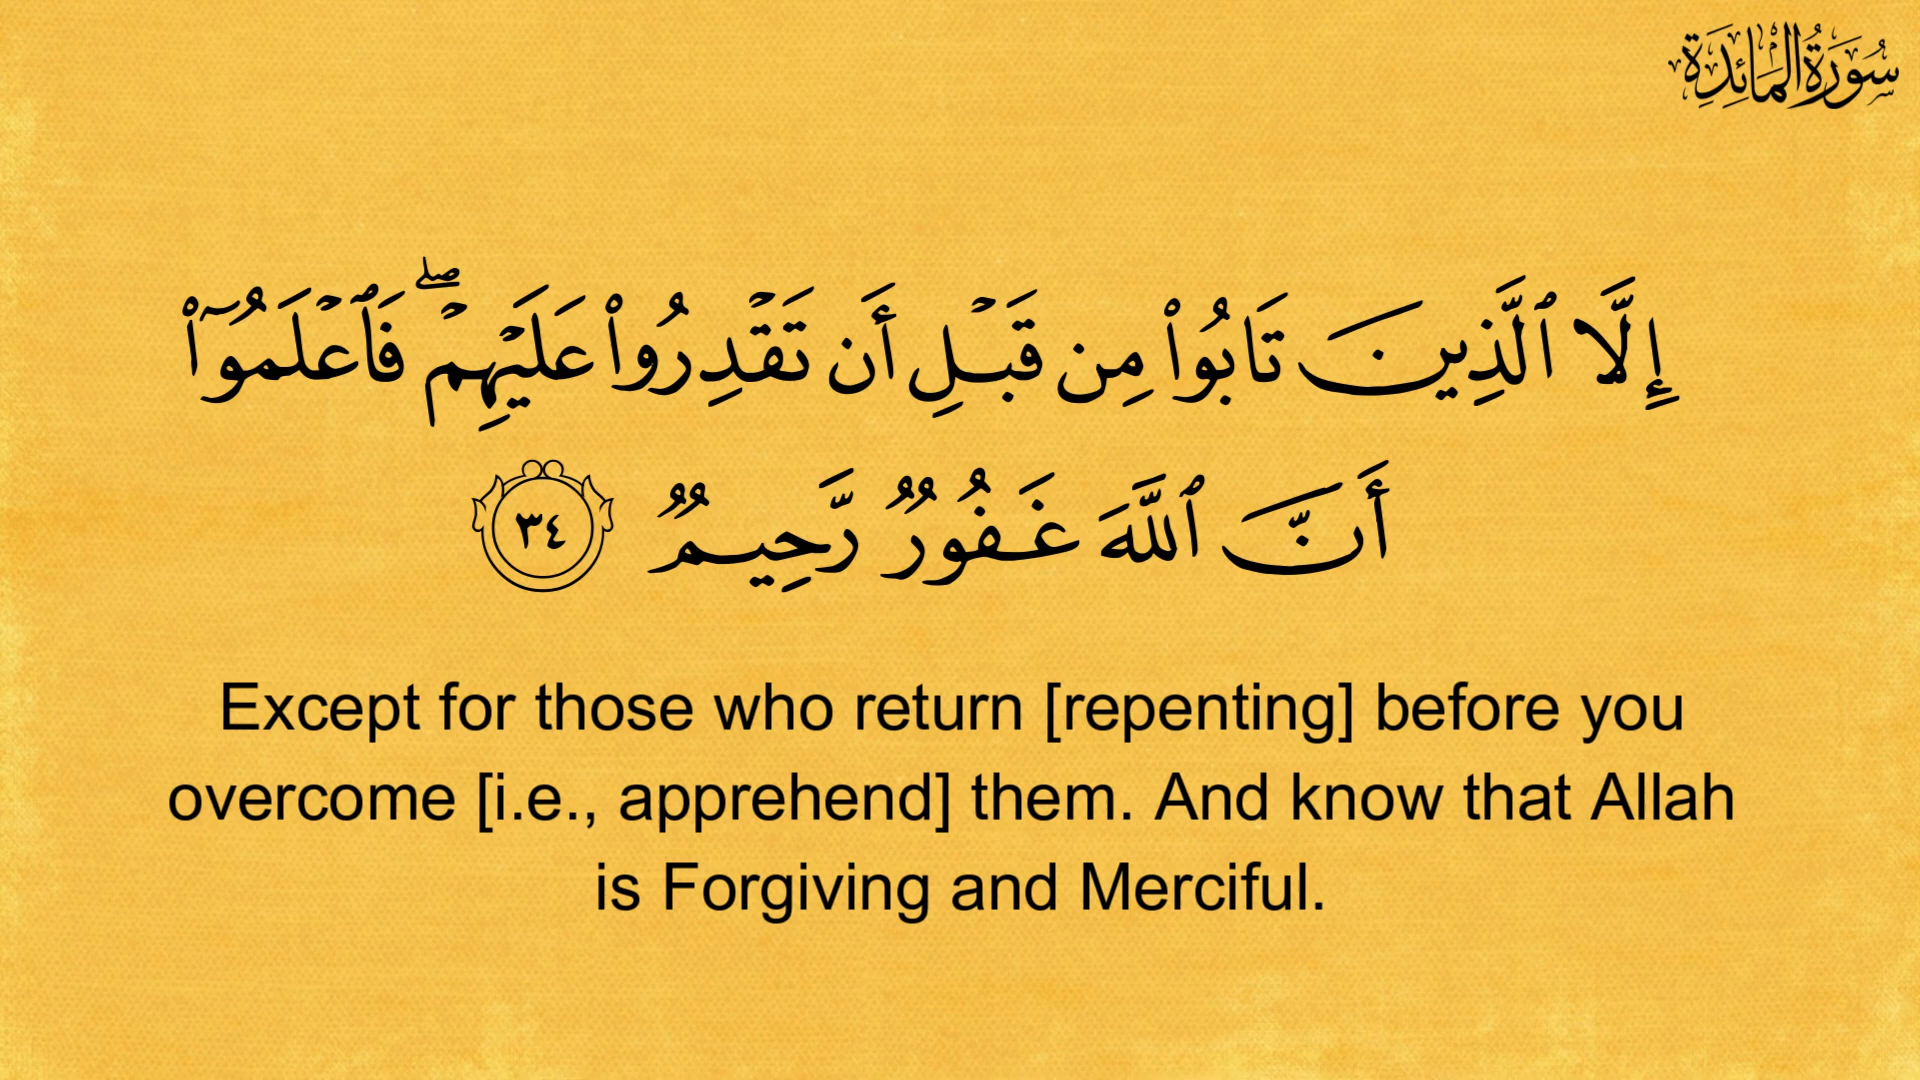 سُورَةُ المَائِدَةِ
إِلَّا ٱلَّذِينَ تَابُوا۟ مِن قَبْلِ أَن تَقْدِرُوا۟ عَلَيْهِمْ ۖ فَٱعْلَمُوٓا۟
أَنَّ ٱللَّهَ غَفُورٌ رَّحِيمٌ ٣٤
Except for those who return [repenting] before you
overcome [i.e., apprehend] them. And know that Allah
is Forgiving and Merciful.